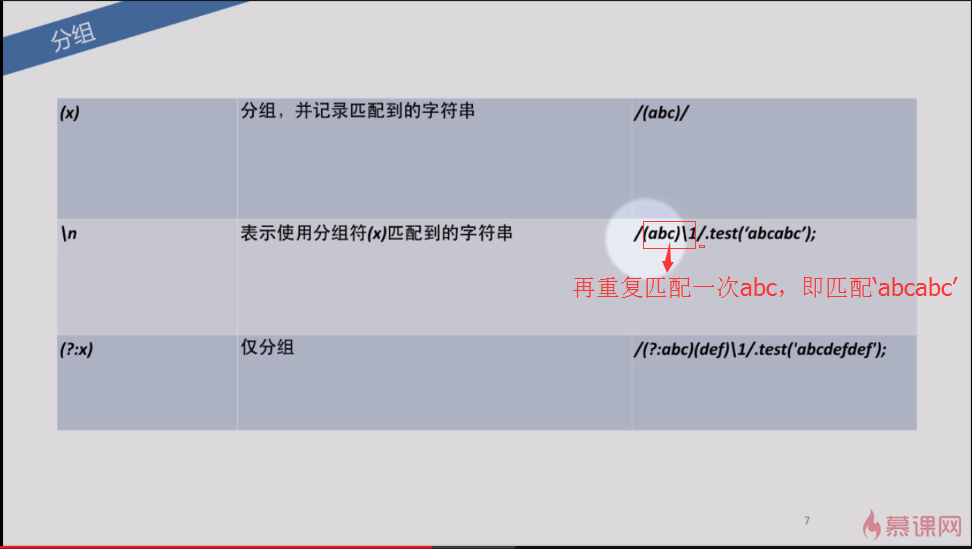 分组
(x) 分组，并记录匹配到的字符串 /(abc)/
\n 表示使用分组符(x)匹配到的字符串 /(abc)\1/.test(‘abcabc’);
再重复匹配一次abc，即匹配‘abcabc’
(?:x) 仅分组 /(?:abc)(def)\1/.test('abcdefdef');
7
慕课网